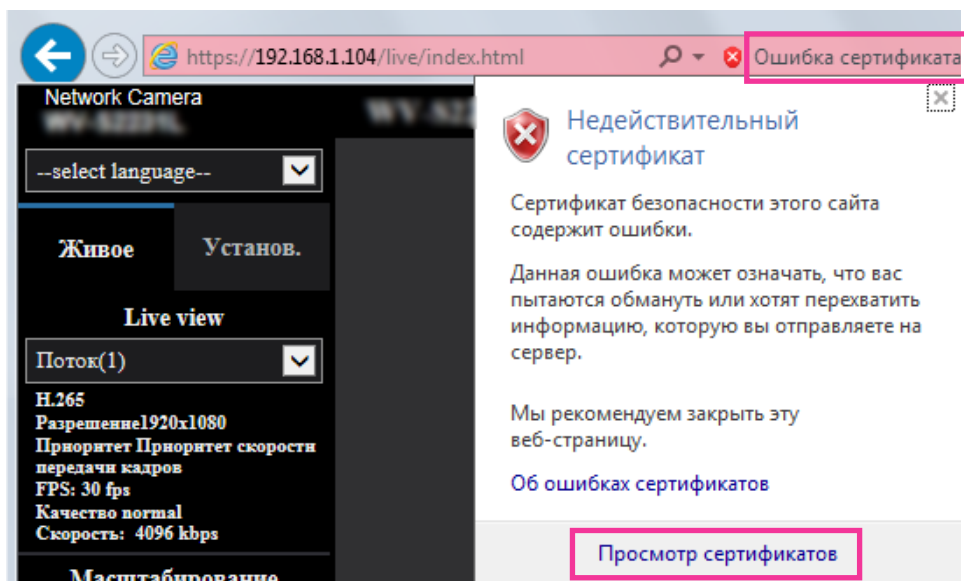 https://192.168.1.104/live/index.html
Ошибка сертификата
Network Camera
--select language--
Живое
Установ.
Live view
Поток(1)
H.265
Разрешение1920x1080
Приоритет Приоритет скорости
передачи кадров
FPS: 30 fps
Качество normal
Скорость: 4096 kbps
Масштабирование
Недействительный
сертификат
Сертификат безопасности этого сайта
содержит ошибки.
Данная ошибка может означать, что вас
пытаются обмануть или хотят перехватить
информацию, которую вы отправляете на
сервер.
Мы рекомендуем закрыть эту
веб-страницу.
Об ошибках сертификатов
Просмотр сертификатов